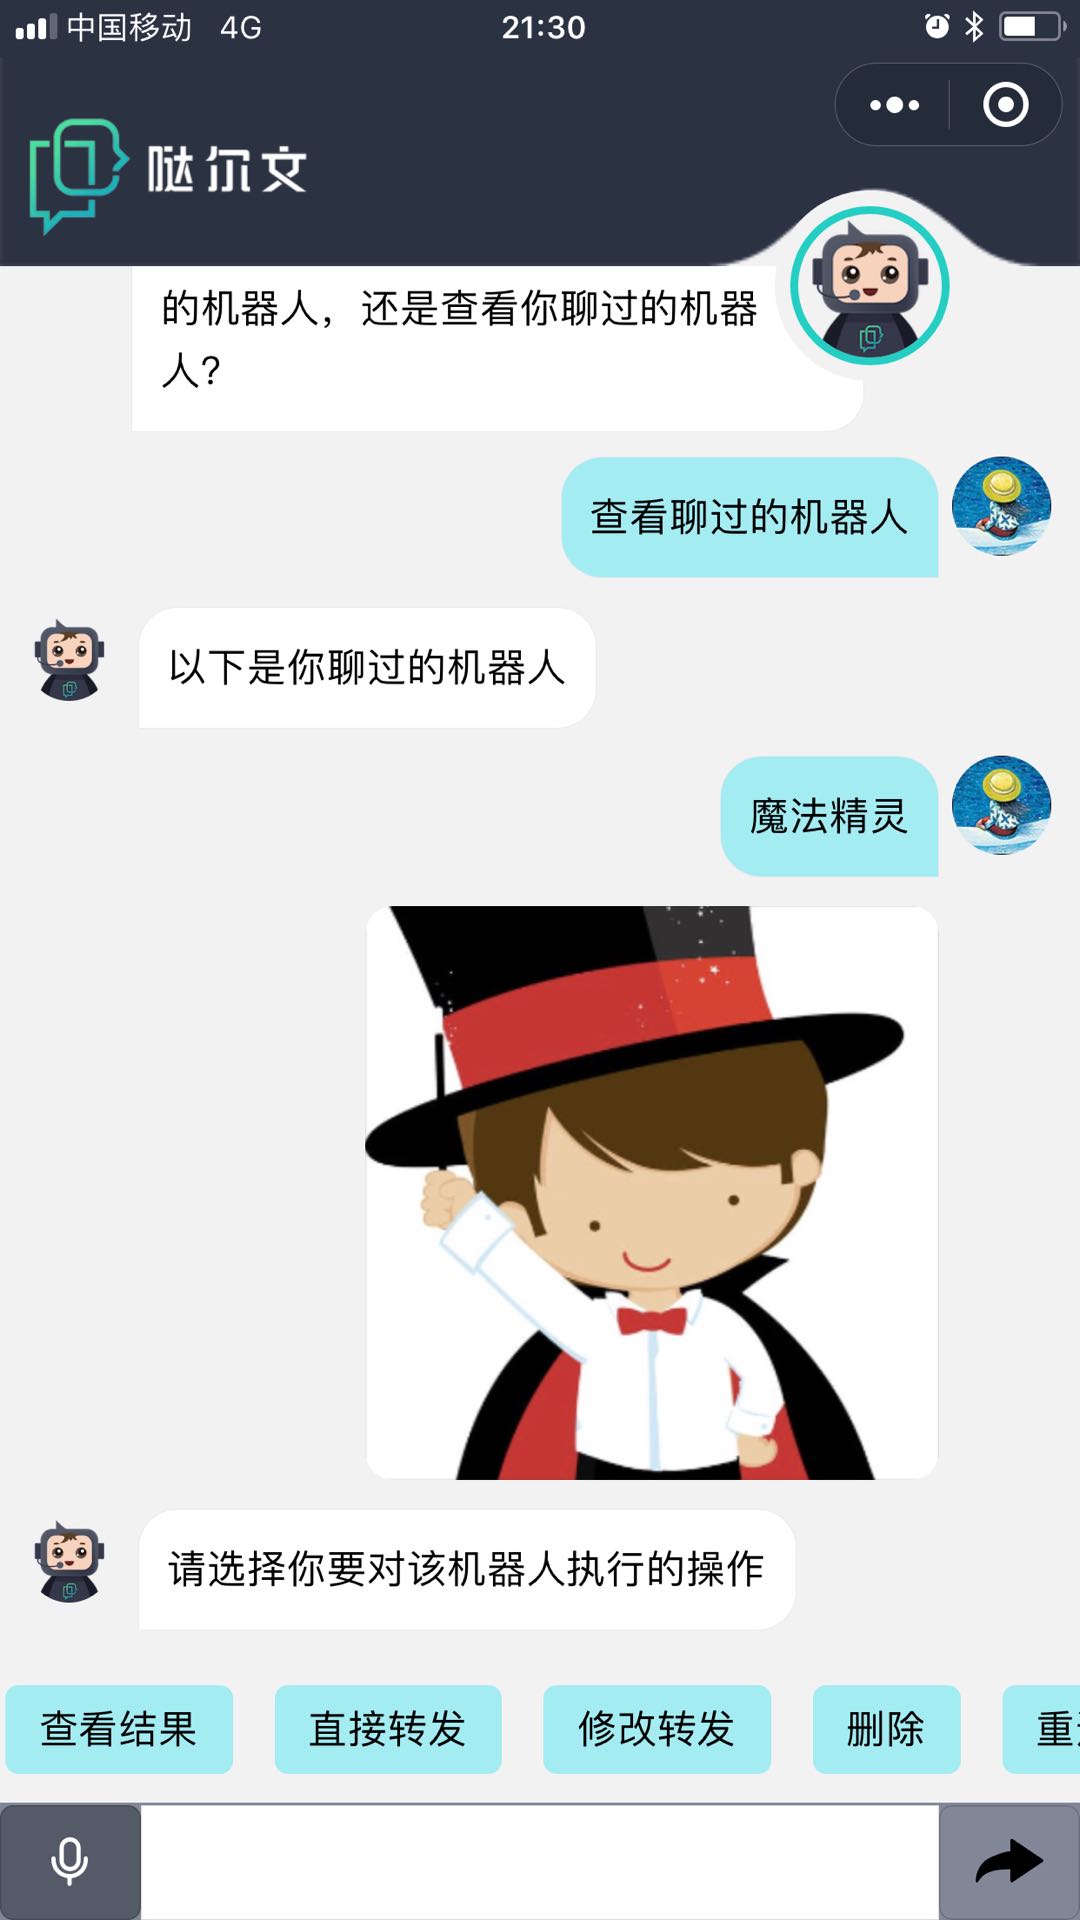 中国移动 4G 21:30
哒尔文
的机器人，还是查看你聊过的机器
人?
查看聊过的机器人
以下是你聊过的机器人
魔法精灵
请选择你要对该机器人执行的操作
查看结果 直接转发 修改转发 删除 重